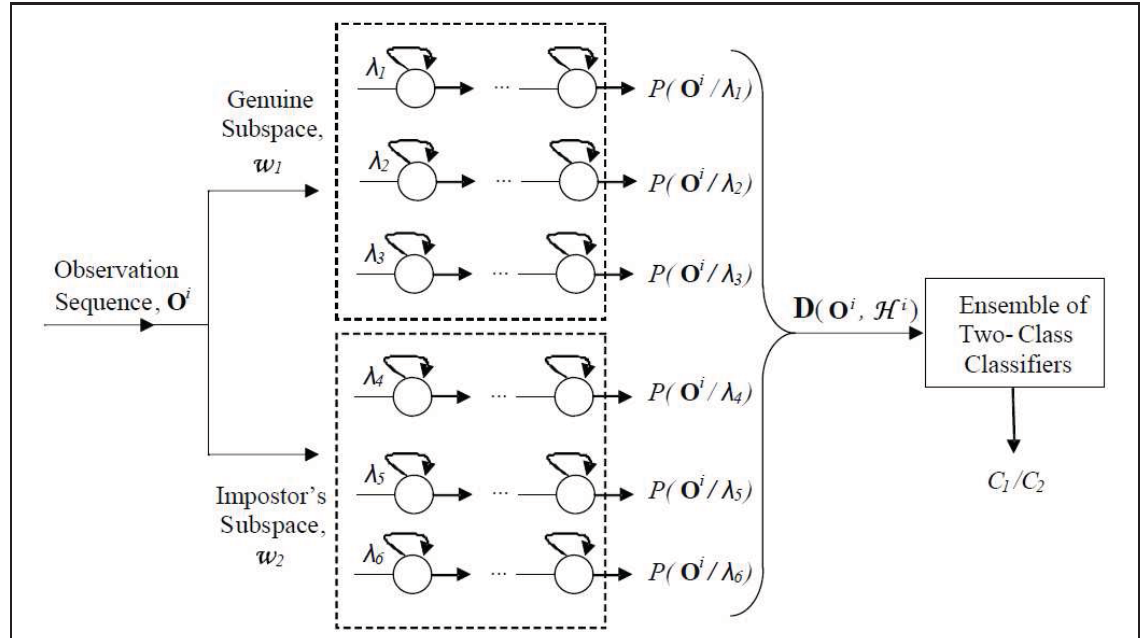 Observation
Sequence, Oⁱ
Genuine
Subspace,
w₁
Impostor's
Subspace,
w₂
λ₁ ... P( Oⁱ / λ₁)
λ₂ ... P( Oⁱ / λ₂)
λ₃ ... P( Oⁱ / λ₃)
λ₄ ... P( Oⁱ / λ₄)
λ₅ ... P( Oⁱ / λ₅)
λ₆ ... P( Oⁱ / λ₆)
D( Oⁱ, ℋⁱ)
Ensemble of
Two- Class
Classifiers
C₁/C₂